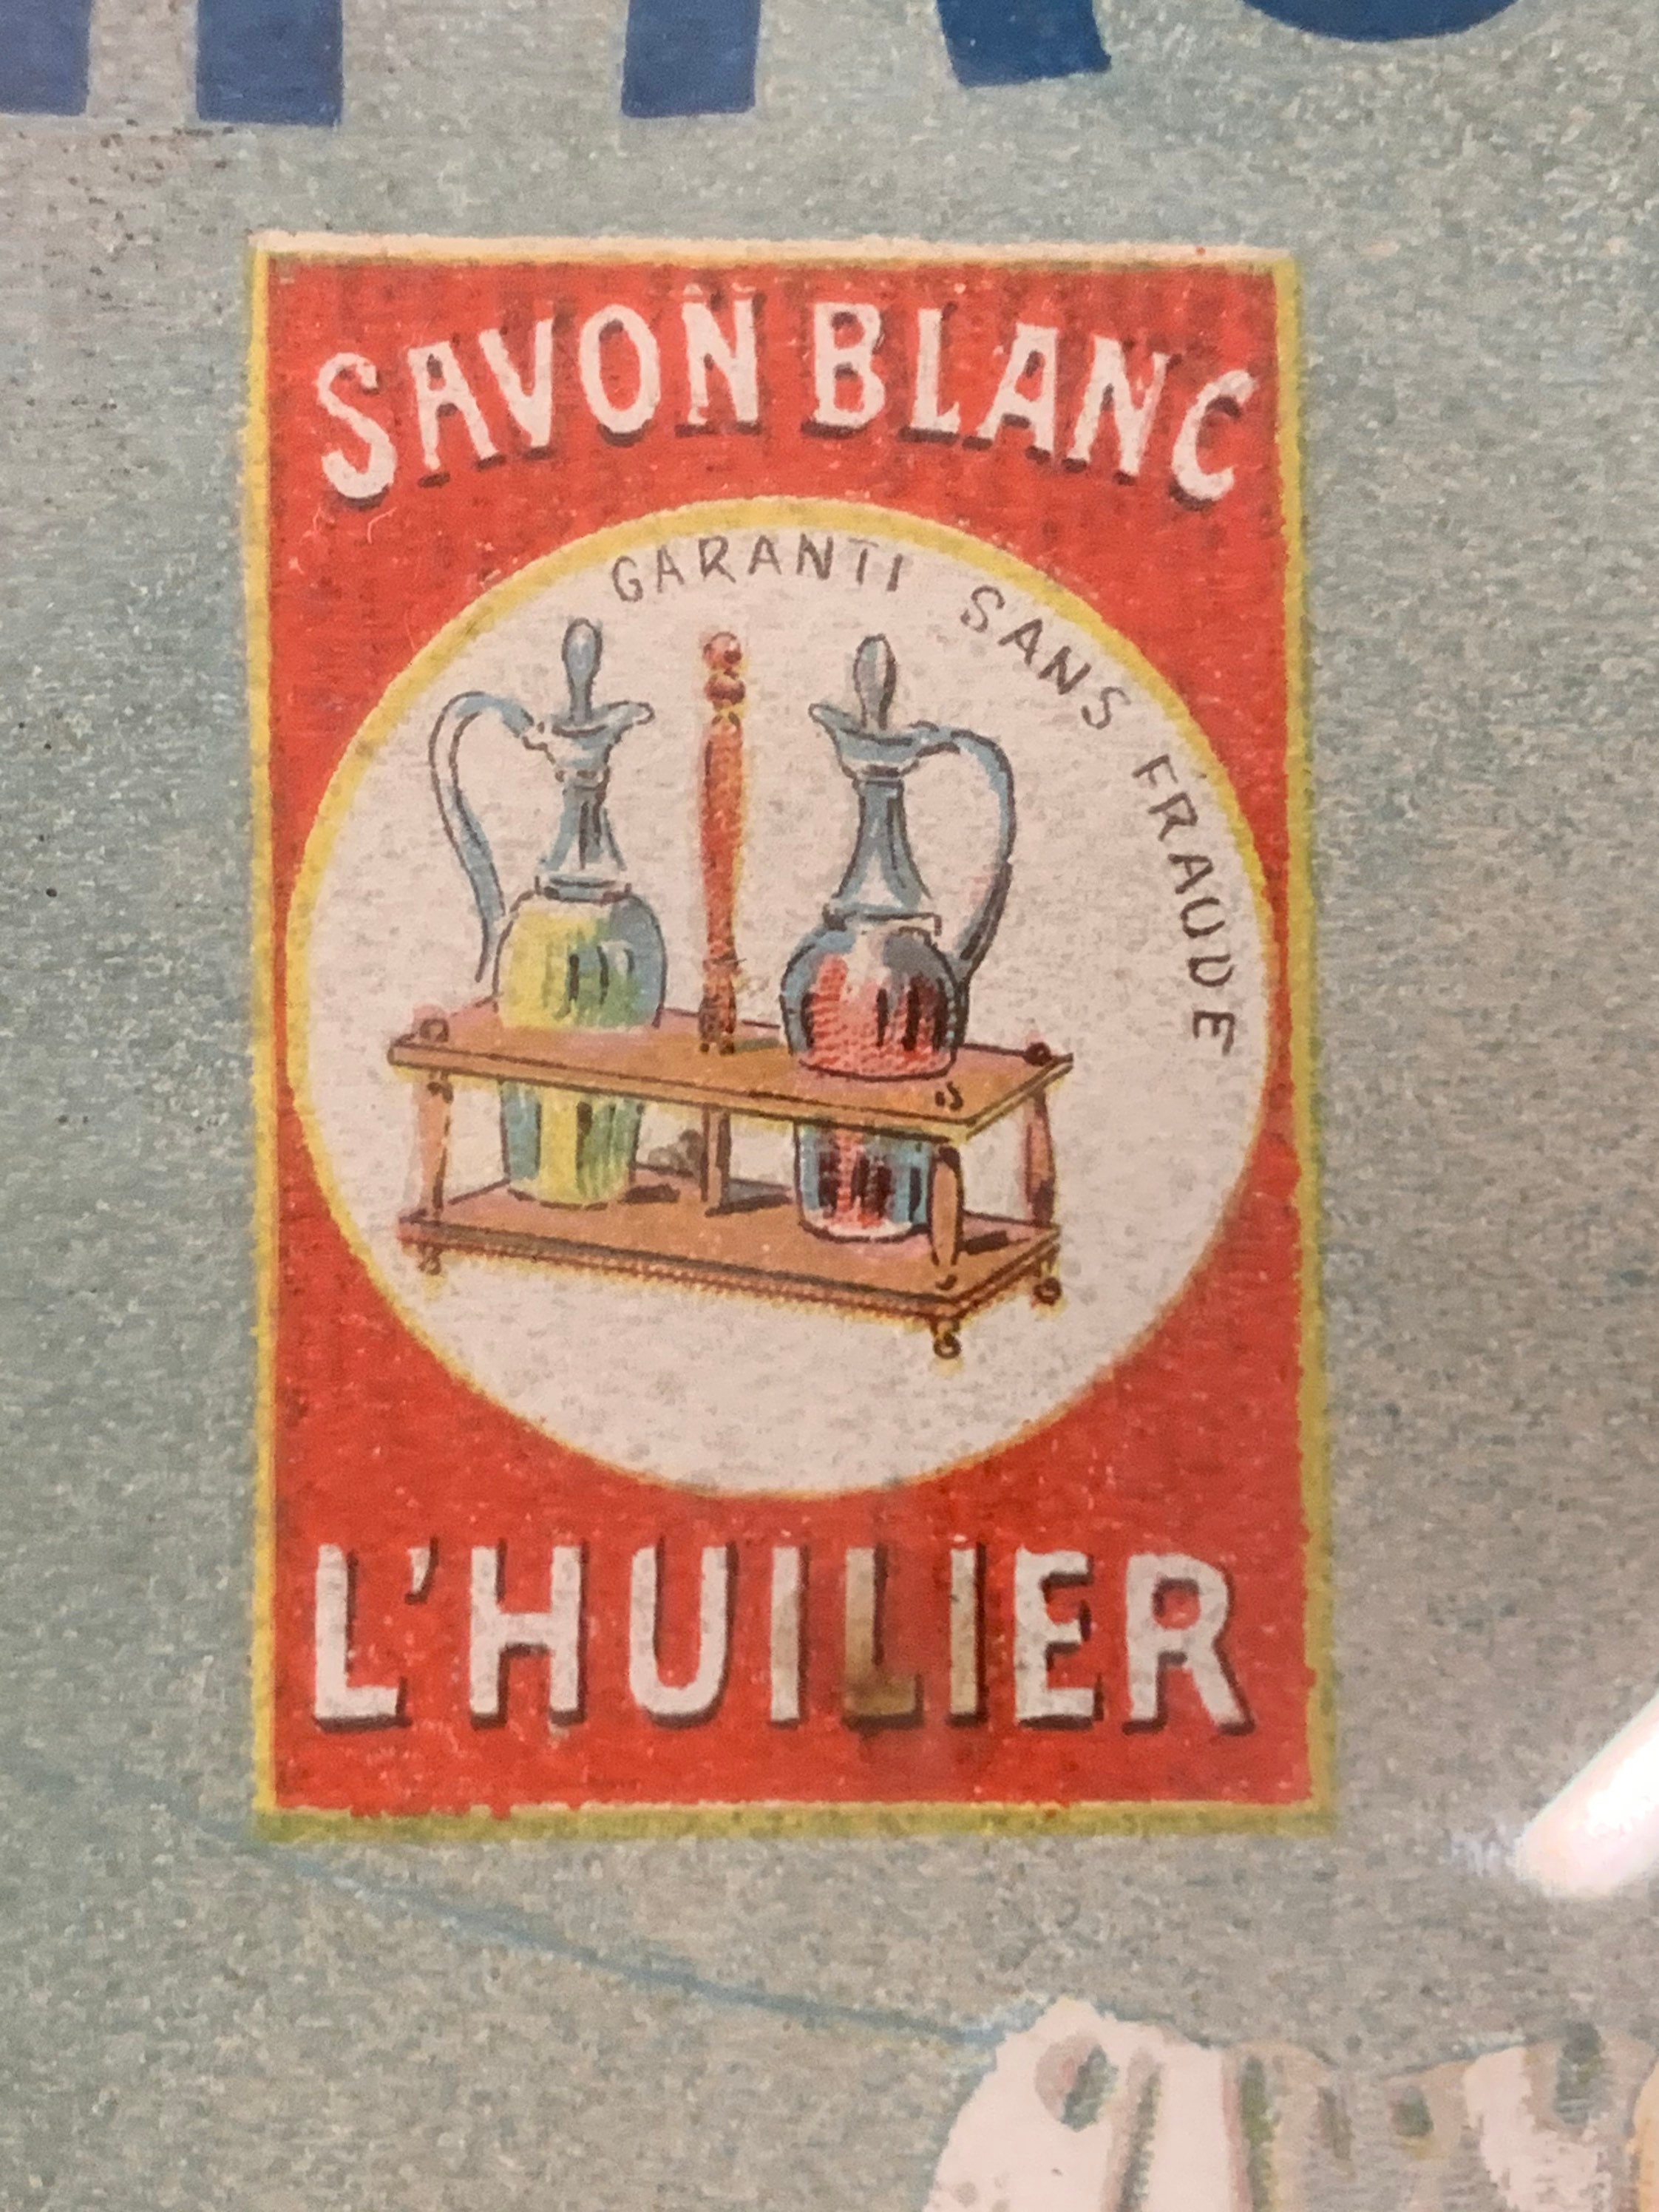 SAVON BLANC
GARANTI SANS FRAUDE
L'HUILIER